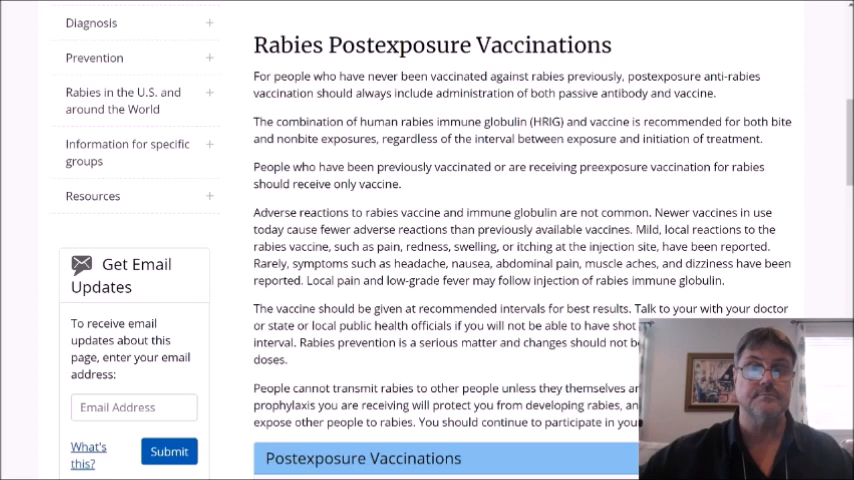 Diagnosis +
Prevention +
Rabies in the U.S. and +
around the World
Information for specific +
groups
Resources +
Get Email
Updates
To receive email
updates about this
page, enter your email
address:
Email Address
What's
this?
Submit
Rabies Postexposure Vaccinations
For people who have never been vaccinated against rabies previously, postexposure anti-rabies
vaccination should always include administration of both passive antibody and vaccine.
The combination of human rabies immune globulin (HRIG) and vaccine is recommended for both bite
and nonbite exposures, regardless of the interval between exposure and initiation of treatment.
People who have been previously vaccinated or are receiving preexposure vaccination for rabies
should receive only vaccine.
Adverse reactions to rabies vaccine and immune globulin are not common. Newer vaccines in use
today cause fewer adverse reactions than previously available vaccines. Mild, local reactions to the
rabies vaccine, such as pain, redness, swelling, or itching at the injection site, have been reported.
Rarely, symptoms such as headache, nausea, abdominal pain, muscle aches, and dizziness have been
reported. Local pain and low-grade fever may follow injection of rabies immune globulin.
The vaccine should be given at recommended intervals for best results. Talk to your with your doctor
or state or local public health officials if you will not be able to have shot
interval. Rabies prevention is a serious matter and changes should not be
doses.
People cannot transmit rabies to other people unless they themselves ar
prophylaxis you are receiving will protect you from developing rabies, an
expose other people to rabies. You should continue to participate in your
Postexposure Vaccinations